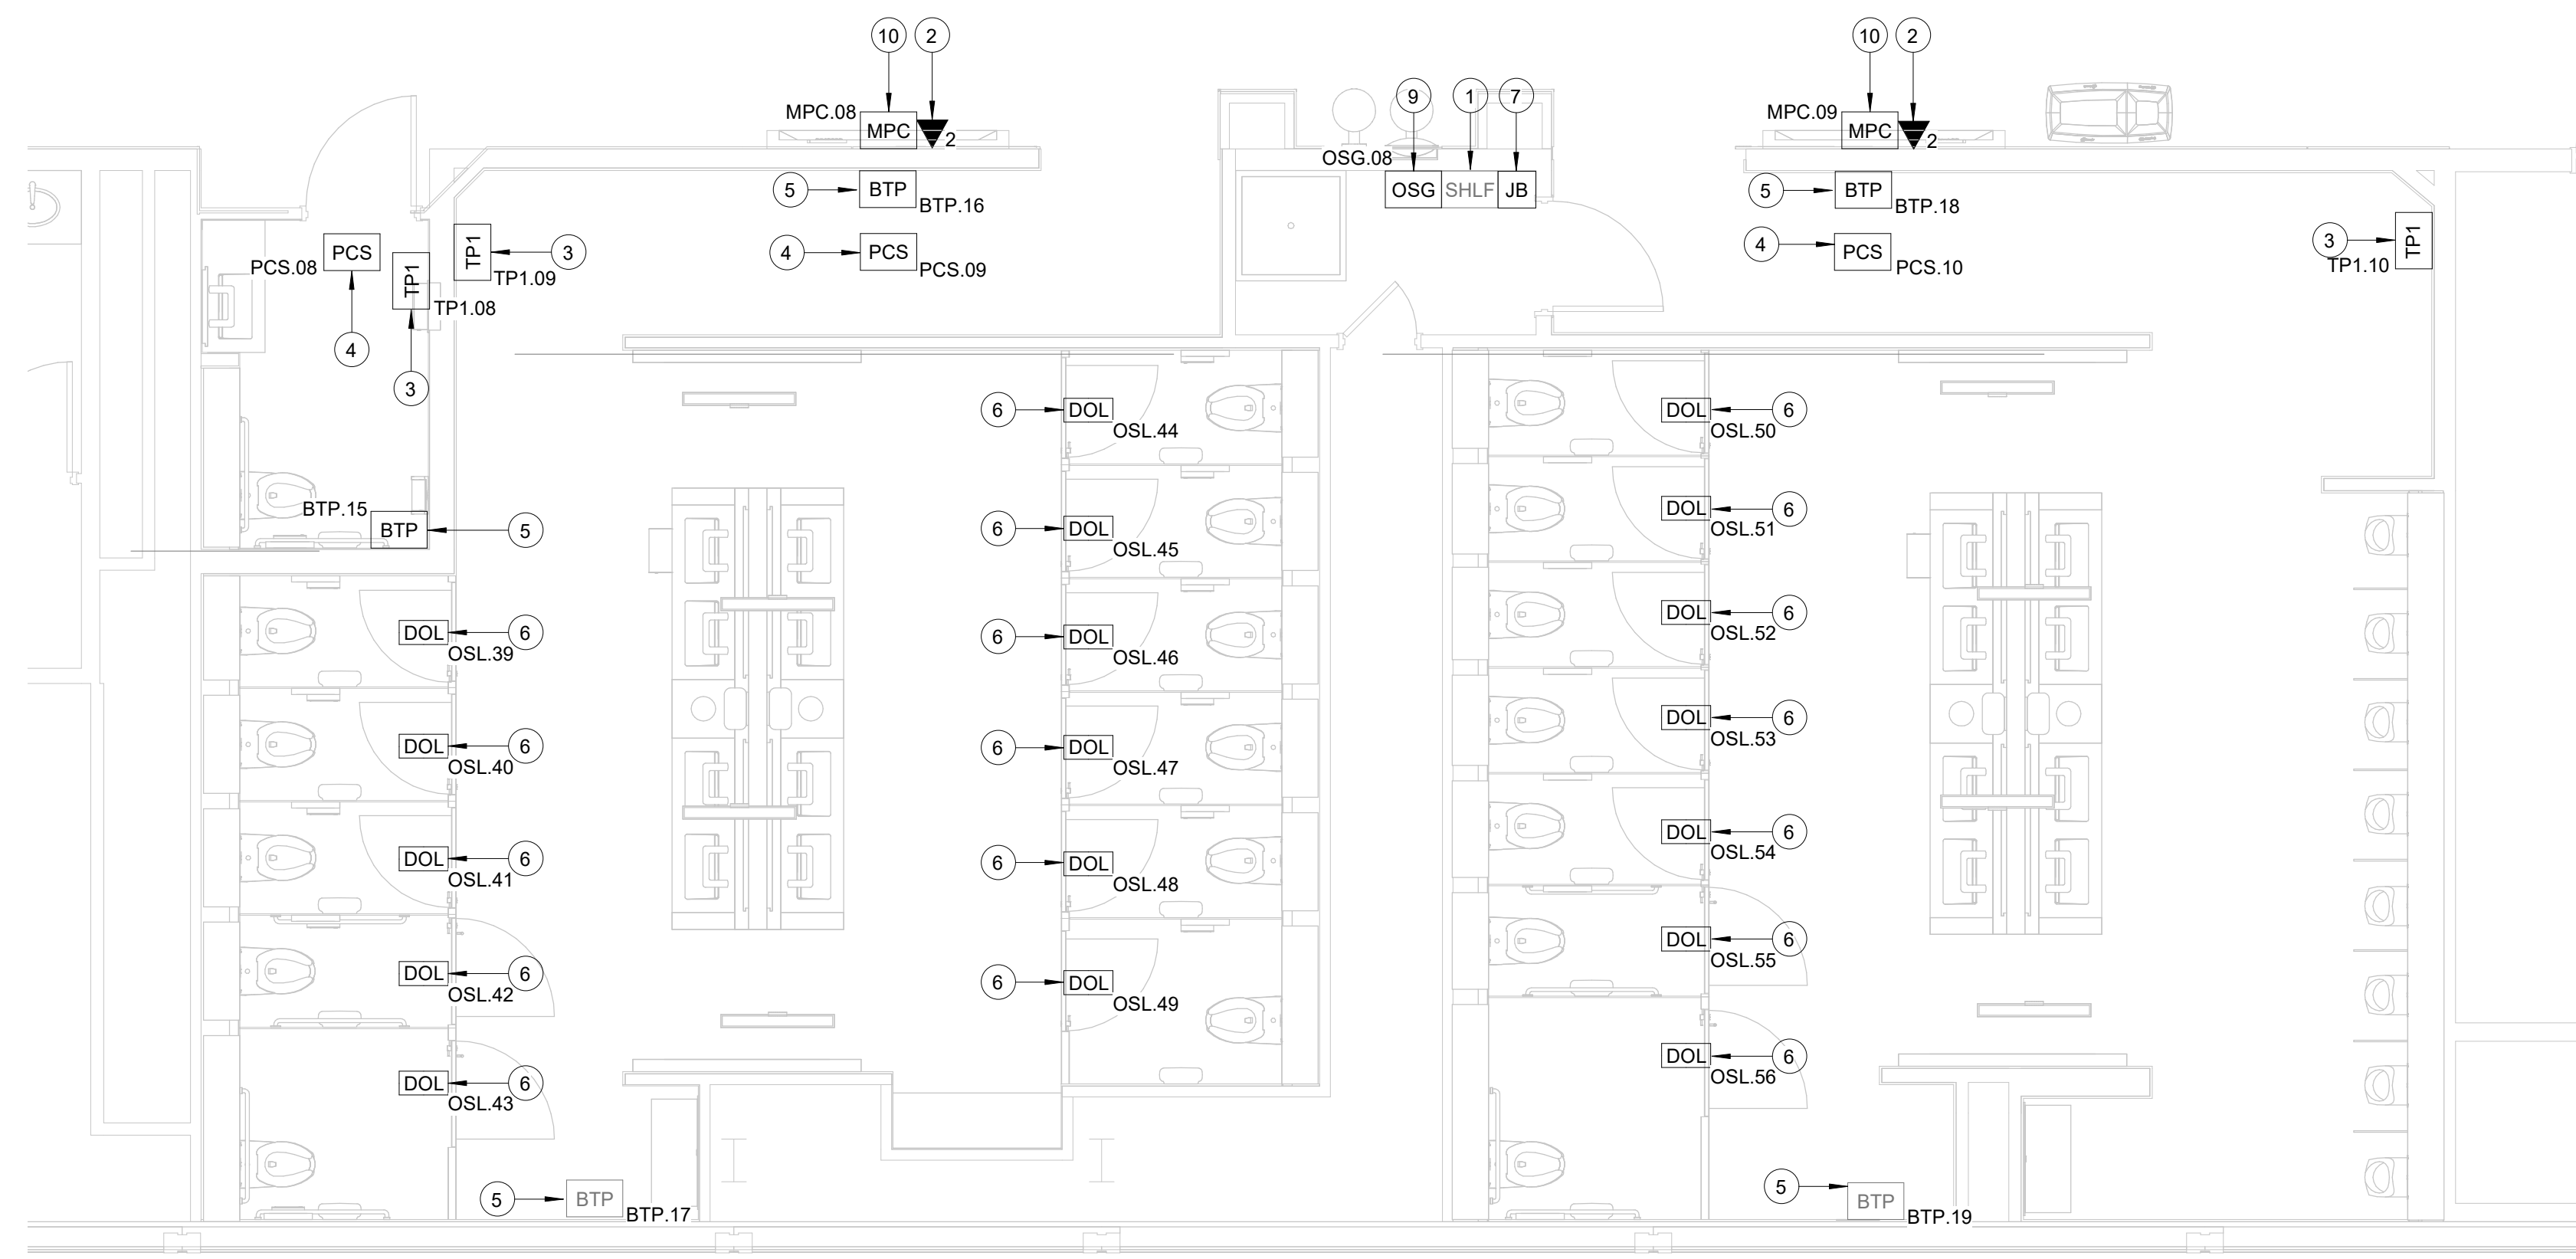 10 2
MPC.08 MPC 2
5 BTP BTP.16
4 PCS PCS.09
9 1 7
OSG.08
OSG SHLF JB
10 2
MPC.09 MPC 2
5 BTP BTP.18
4 PCS PCS.10
3 TP1 TP1.10
PCS.08 PCS
4
TP1 TP1.08
3
TP1 3
TP1.09
BTP.15
BTP 5
DOL 6
OSL.39
DOL 6
OSL.40
DOL 6
OSL.41
DOL 6
OSL.42
DOL 6
OSL.43
6 DOL
OSL.44
6 DOL
OSL.45
6 DOL
OSL.46
6 DOL
OSL.47
6 DOL
OSL.48
6 DOL
OSL.49
DOL 6
OSL.50
DOL 6
OSL.51
DOL 6
OSL.52
DOL 6
OSL.53
DOL 6
OSL.54
DOL 6
OSL.55
DOL 6
OSL.56
5 BTP BTP.17
5 BTP BTP.19